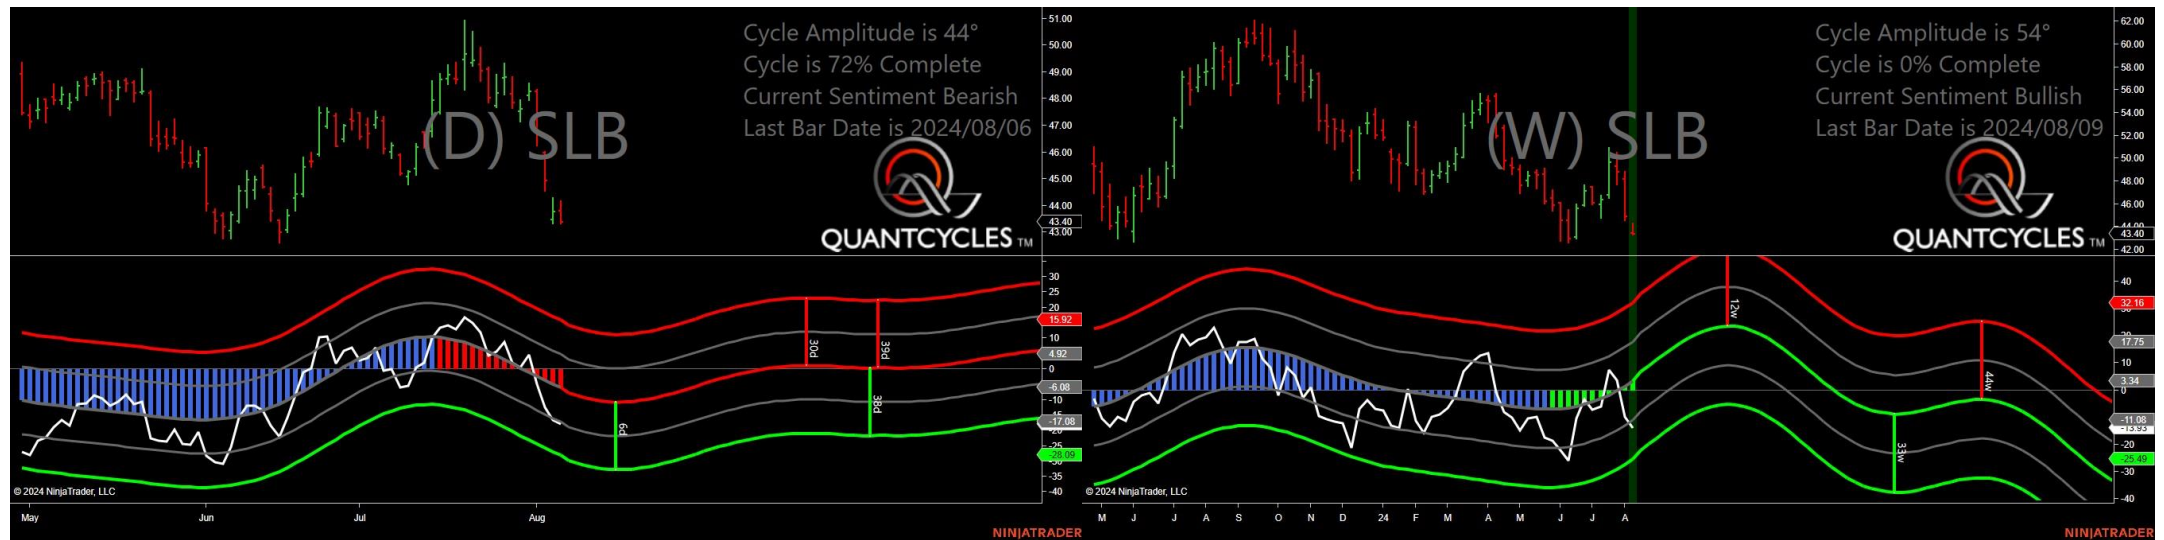 Cycle Amplitude is 44°
Cycle is 72% Complete
Current Sentiment Bearish
Last Bar Date is 2024/08/06
(D) SLB
QUANTCYCLES TM
51.00
50.00
49.00
48.00
47.00
46.00
45.00
44.00
43.40
43.00
30
25
20
15.92
10
4.92
0
-6.08
-10
-15
-17.08
-28.09
-35
-40
6d
30d
39d
38d
© 2024 NinjaTrader, LLC
May Jun Jul Aug
NINJATRADER
Cycle Amplitude is 54°
Cycle is 0% Complete
Current Sentiment Bullish
Last Bar Date is 2024/08/09
(W) SLB
QUANTCYCLES TM
62.00
60.00
58.00
56.00
54.00
52.00
50.00
48.00
46.00
43.40
42.00
40
32.16
17.75
10
3.34
0
-11.08
-13.93
-20
-25.49
-30
-40
12w
33w
44w
© 2024 NinjaTrader, LLC
M J J A S O N D 24 F M A M J J A
NINJATRADER